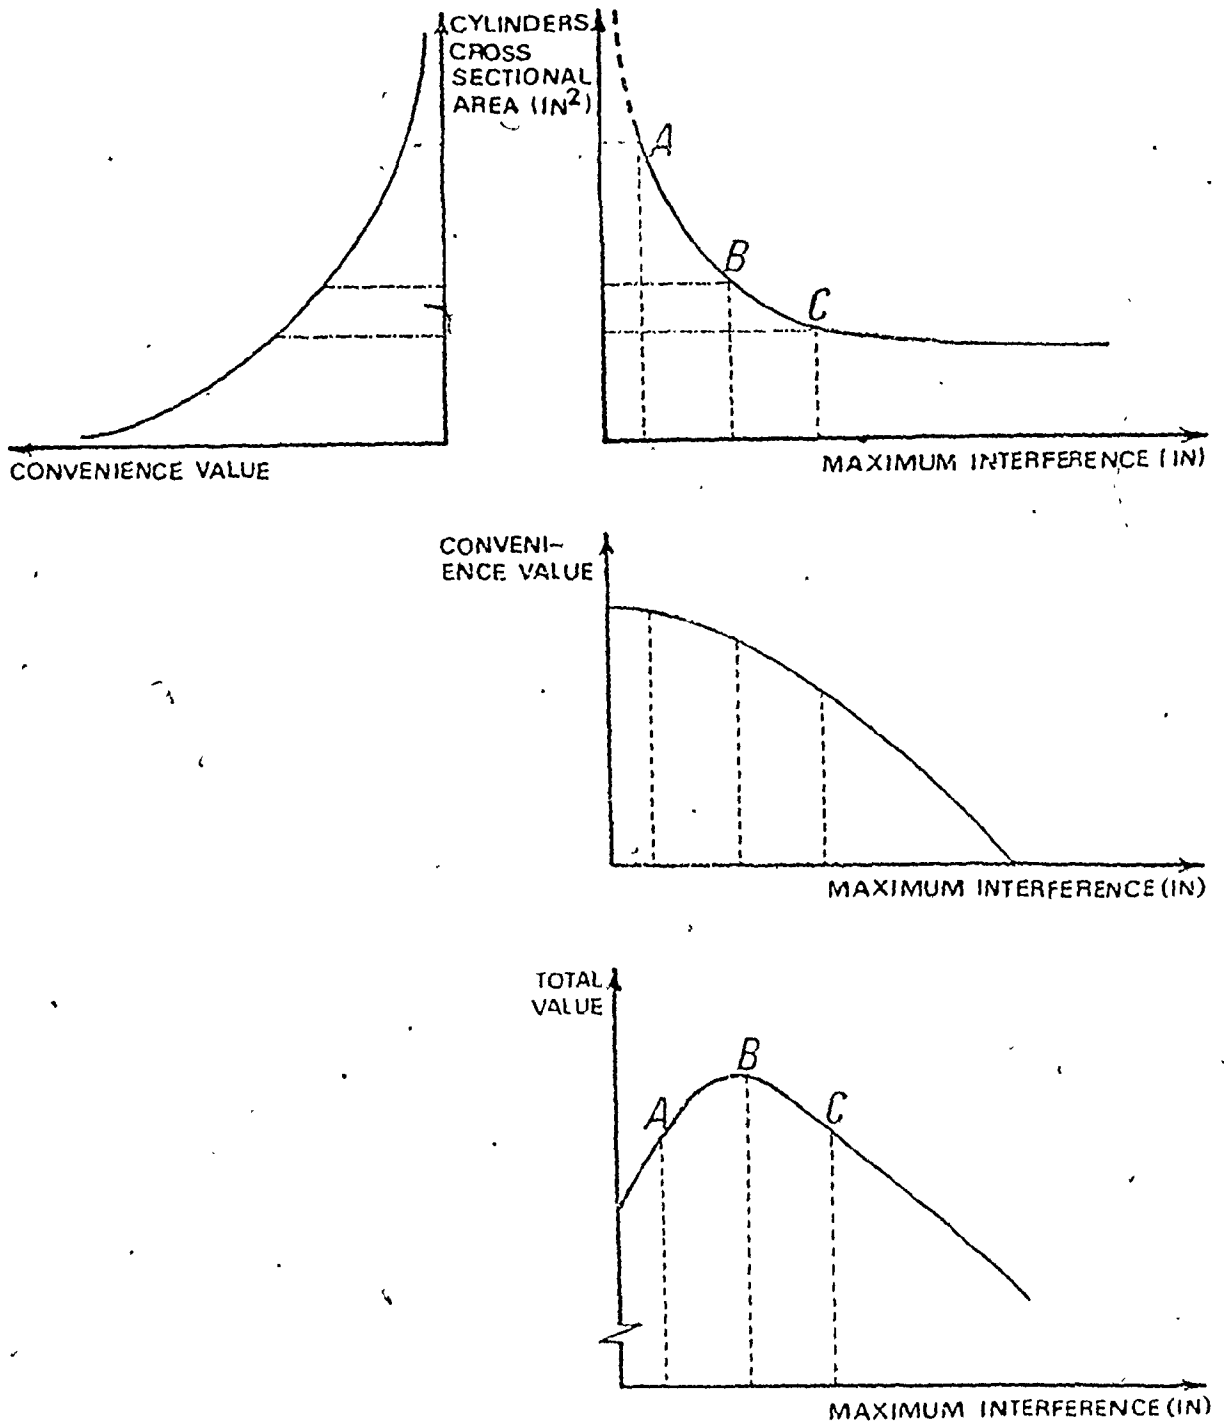 CYLINDERS
CROSS
SECTIONAL
AREA (IN²)
A
B
C
CONVENIENCE VALUE
MAXIMUM INTERFERENCE (IN)
CONVENI-
ENCE VALUE
MAXIMUM INTERFERENCE (IN)
TOTAL
VALUE
A
B
C
MAXIMUM INTERFERENCE (IN)